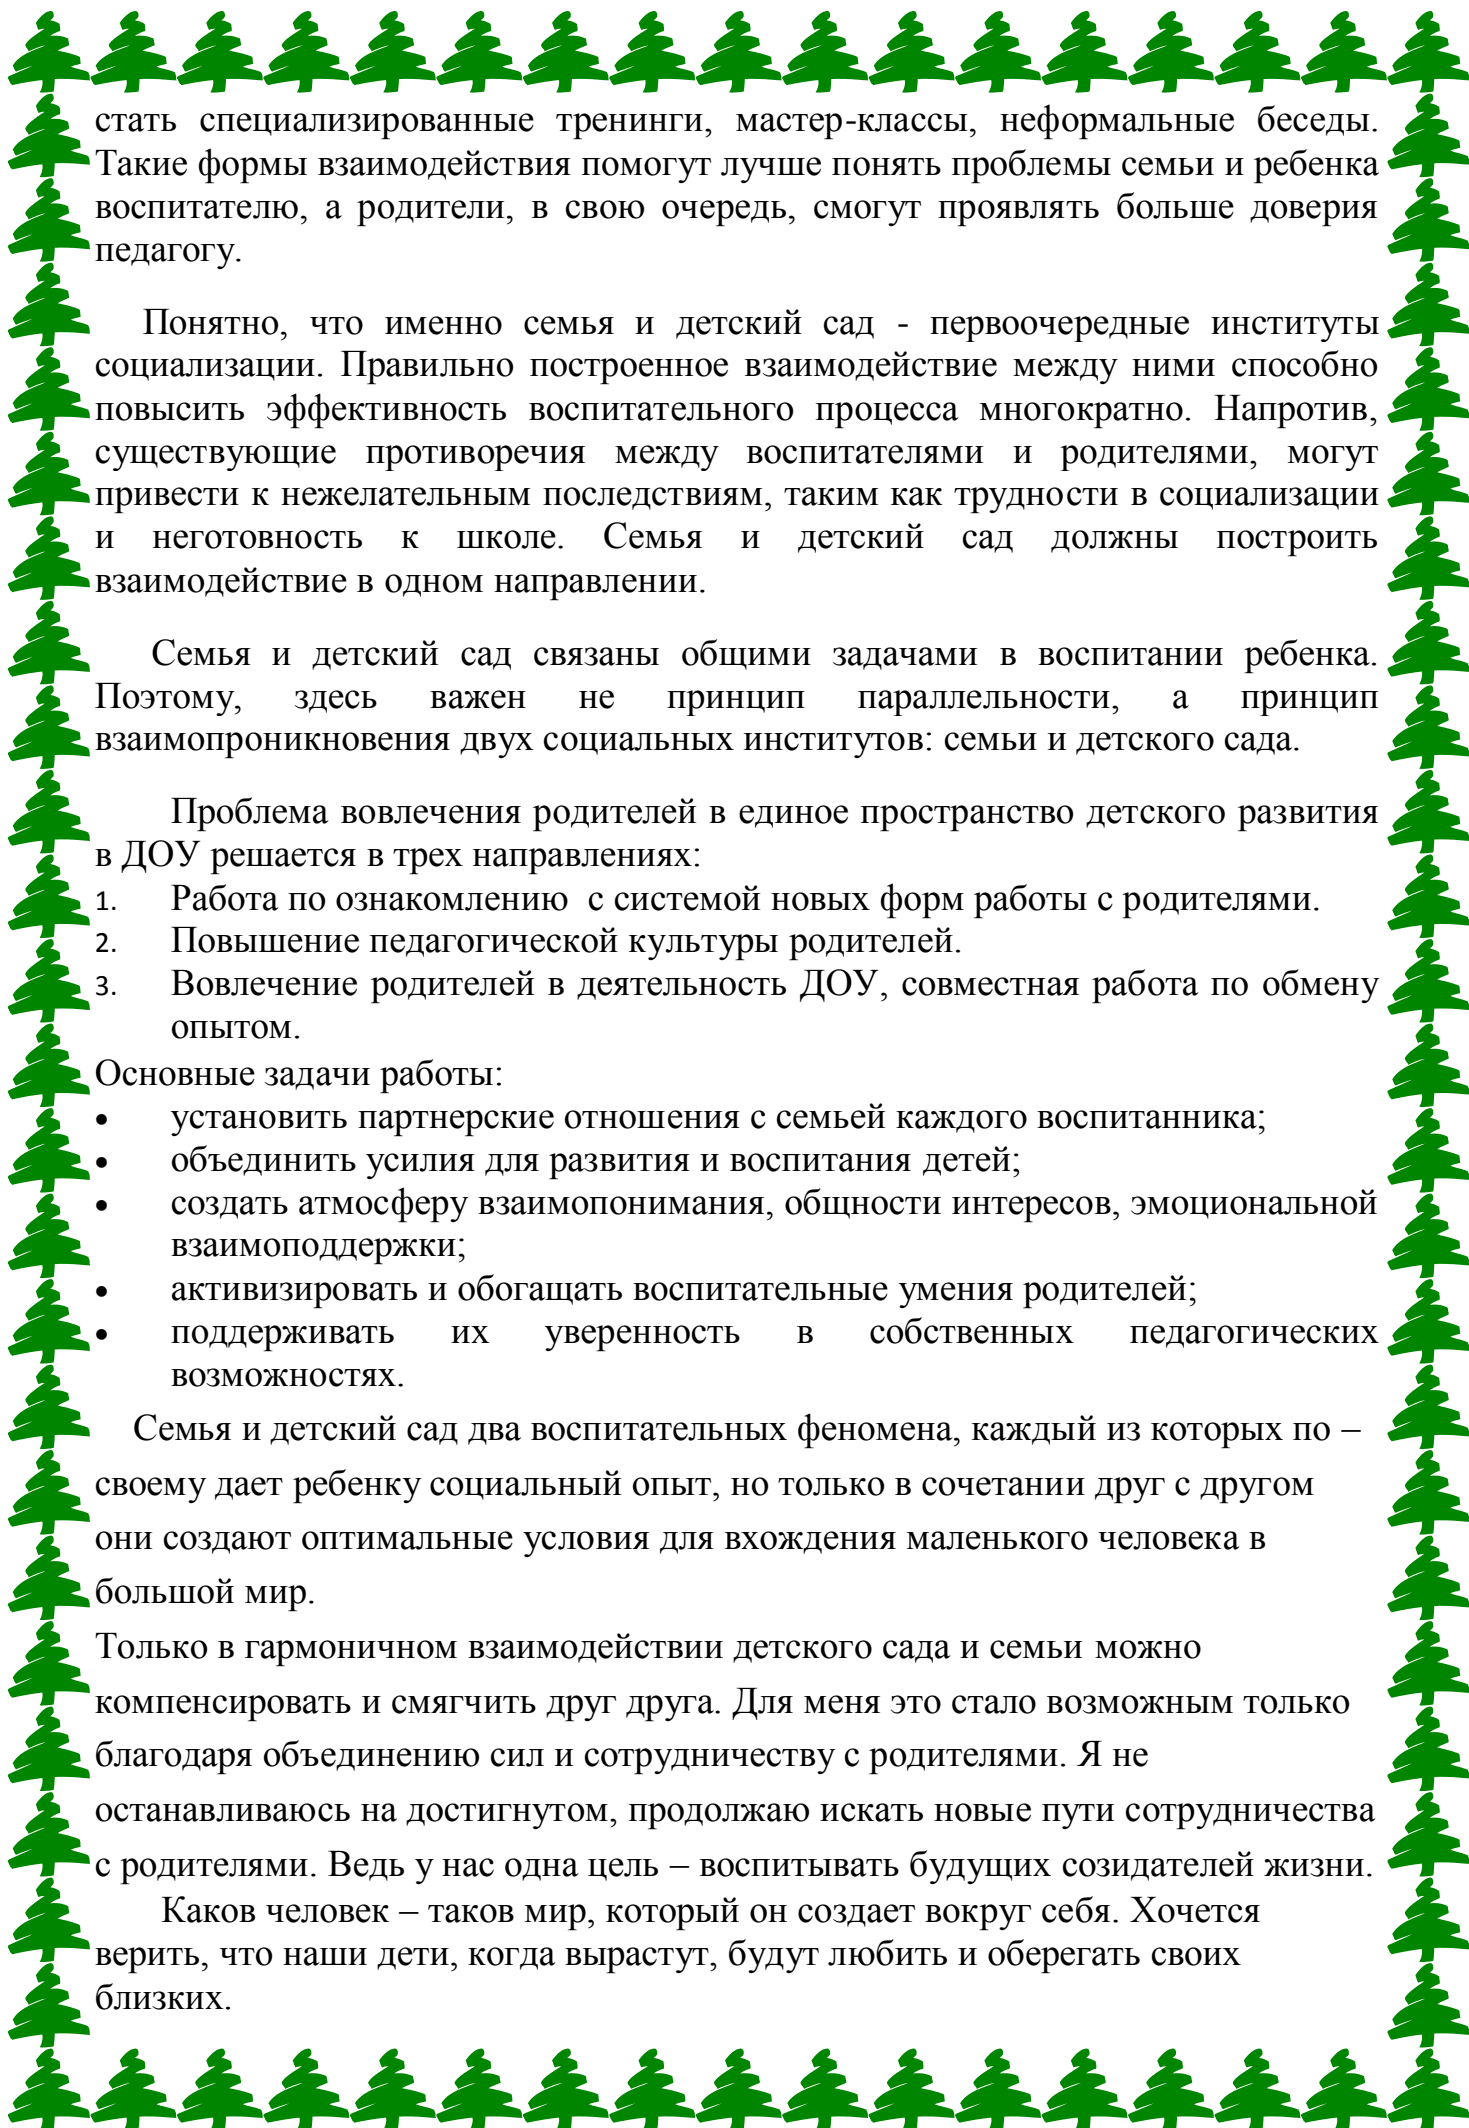 стать специализированные тренинги, мастер-классы, неформальные беседы.
Такие формы взаимодействия помогут лучше понять проблемы семьи и ребенка
воспитателю, а родители, в свою очередь, смогут проявлять больше доверия
педагогу.
Понятно, что именно семья и детский сад - первоочередные институты
социализации. Правильно построенное взаимодействие между ними способно
повысить эффективность воспитательного процесса многократно. Напротив,
существующие противоречия между воспитателями и родителями, могут
привести к нежелательным последствиям, таким как трудности в социализации
и неготовность к школе. Семья и детский сад должны построить
взаимодействие в одном направлении.
Семья и детский сад связаны общими задачами в воспитании ребенка.
Поэтому, здесь важен не принцип параллельности, а принцип
взаимопроникновения двух социальных институтов: семьи и детского сада.
Проблема вовлечения родителей в единое пространство детского развития
в ДОУ решается в трех направлениях:
1. Работа по ознакомлению  с системой новых форм работы с родителями.
2. Повышение педагогической культуры родителей.
3. Вовлечение родителей в деятельность ДОУ, совместная работа по обмену
опытом.
Основные задачи работы:
• установить партнерские отношения с семьей каждого воспитанника;
• объединить усилия для развития и воспитания детей;
• создать атмосферу взаимопонимания, общности интересов, эмоциональной
взаимоподдержки;
• активизировать и обогащать воспитательные умения родителей;
• поддерживать их уверенность в собственных педагогических
возможностях.
Семья и детский сад два воспитательных феномена, каждый из которых по –
своему дает ребенку социальный опыт, но только в сочетании друг с другом
они создают оптимальные условия для вхождения маленького человека в
большой мир.
Только в гармоничном взаимодействии детского сада и семьи можно
компенсировать и смягчить друг друга. Для меня это стало возможным только
благодаря объединению сил и сотрудничеству с родителями. Я не
останавливаюсь на достигнутом, продолжаю искать новые пути сотрудничества
с родителями. Ведь у нас одна цель – воспитывать будущих созидателей жизни.
Каков человек – таков мир, который он создает вокруг себя. Хочется
верить, что наши дети, когда вырастут, будут любить и оберегать своих
близких.